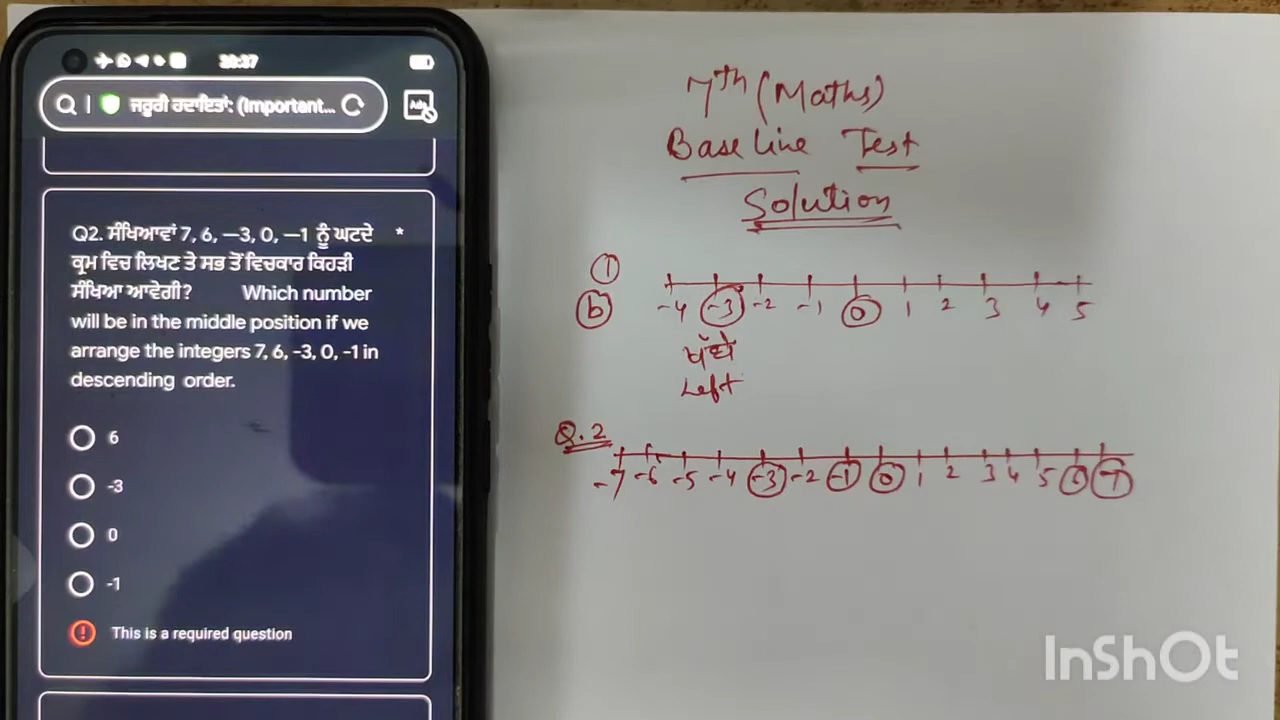 20:37
ਜ਼ਰੂਰੀ ਹਦਾਇਤਾਂ: (Important...
Q2. ਸੰਖਿਆਵਾਂ 7, 6, –3, 0, –1 ਨੂੰ ਘਟਦੇ *
ਕ੍ਰਮ ਵਿਚ ਲਿਖਣ ਤੇ ਸਭ ਤੋਂ ਵਿਚਕਾਰ ਕਿਹੜੀ
ਸੰਖਿਆ ਆਵੇਗੀ? Which number
will be in the middle position if we
arrange the integers 7, 6, -3, 0, -1 in
descending order.
6
-3
0
-1
This is a required question
7th (Maths)
Base line Test
Solution
1
b -4 -3 -2 -1 0 1 2 3 4 5
ਖੱਬੇ
Left
Q.2
-7 -6 -5 -4 -3 -2 -1 0 1 2 3 4 5 6 7
InShOt